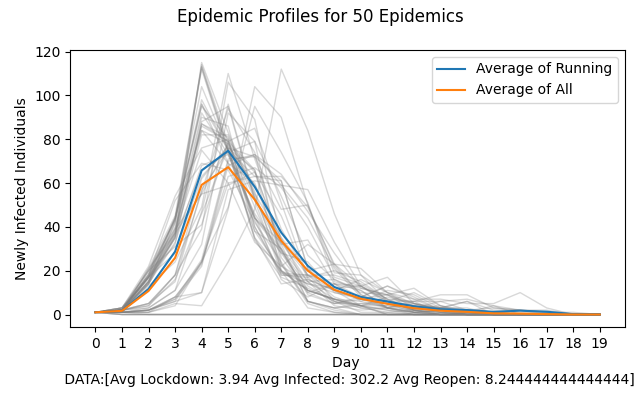 Epidemic Profiles for 50 Epidemics
120
100
80
60
40
20
0
Newly Infected Individuals
Average of Running
Average of All
0 1 2 3 4 5 6 7 8 9 10 11 12 13 14 15 16 17 18 19
Day
DATA:[Avg Lockdown: 3.94 Avg Infected: 302.2 Avg Reopen: 8.244444444444444]